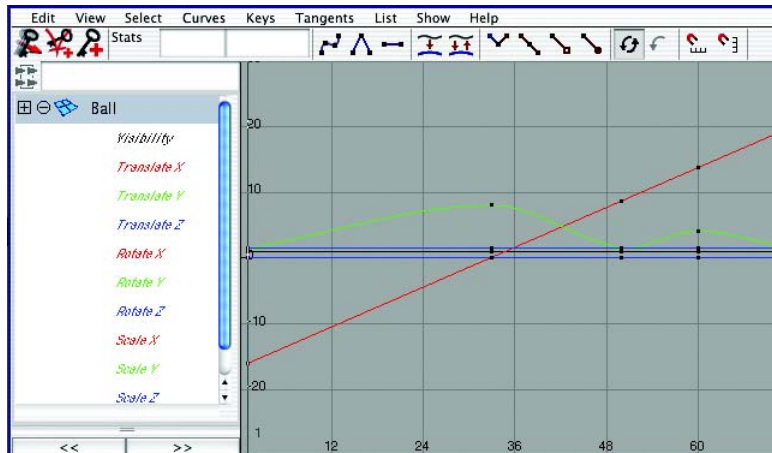 Edit View Select Curves Keys Tangents List Show Help
Stats
Ball
Visibility
Translate X
Translate Y
Translate Z
Rotate X
Rotate Y
Rotate Z
Scale X
Scale Y
Scale Z
<< >>
30
20
10
0
-10
-20
1 12 24 36 48 60